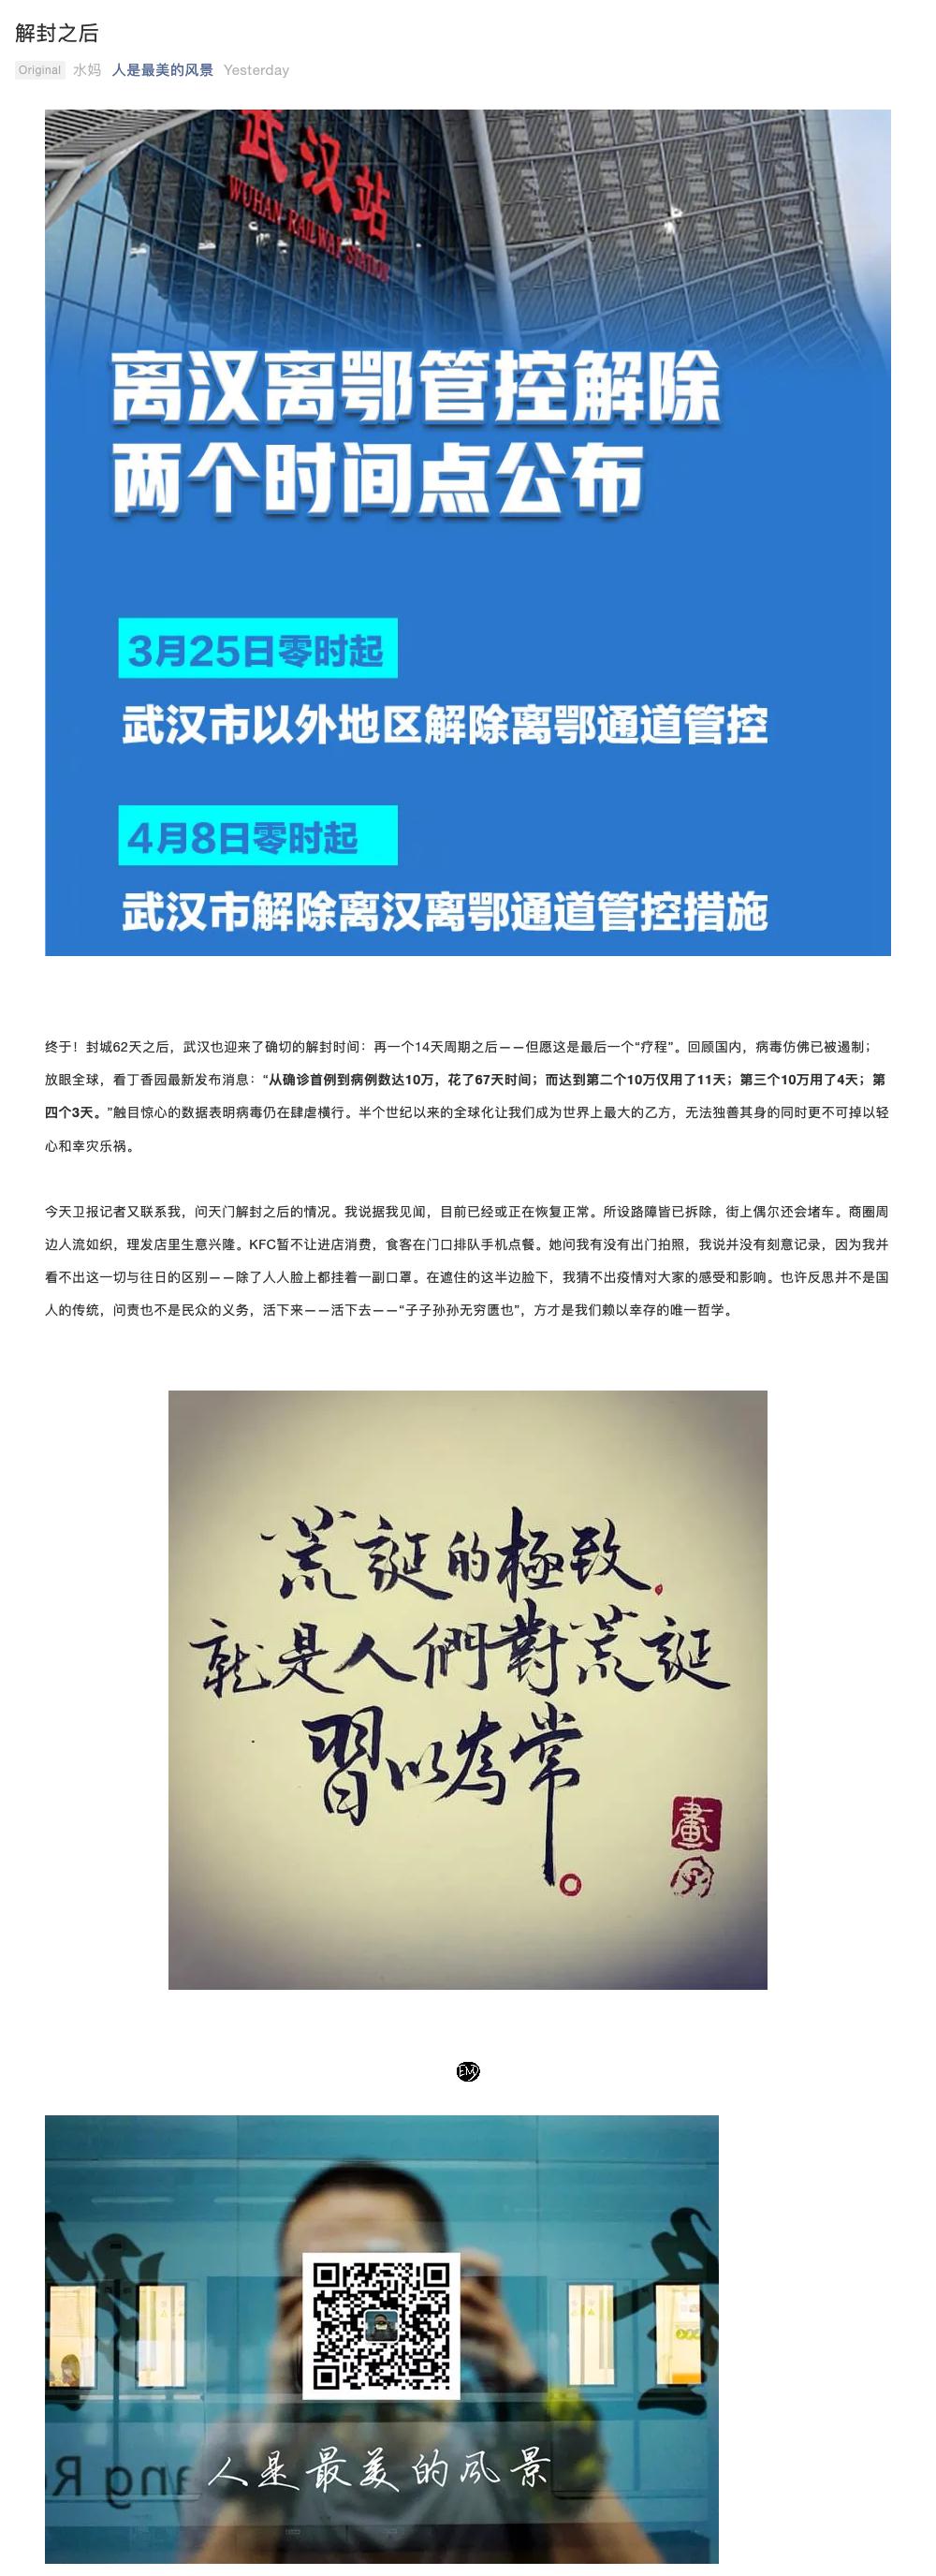 解封之后
Original 水妈 人是最美的风景 Yesterday
武汉站
WUHAN RAILWAY STATION
离汉离鄂管控解除
两个时间点公布
3月25日零时起
武汉市以外地区解除离鄂通道管控
4月8日零时起
武汉市解除离汉离鄂通道管控措施
终于！封城62天之后，武汉也迎来了确切的解封时间：再一个14天周期之后——但愿这是最后一个“疗程”。回顾国内，病毒仿佛已被遏制；
放眼全球，看丁香园最新发布消息：“从确诊首例到病例数达10万，花了67天时间；而达到第二个10万仅用了11天；第三个10万用了4天；第
四个3天。”触目惊心的数据表明病毒仍在肆虐横行。半个世纪以来的全球化让我们成为世界上最大的乙方，无法独善其身的同时更不可掉以轻
心和幸灾乐祸。
今天卫报记者又联系我，问天门解封之后的情况。我说据我见闻，目前已经或正在恢复正常。所设路障皆已拆除，街上偶尔还会堵车。商圈周
边人流如织，理发店里生意兴隆。KFC暂不让进店消费，食客在门口排队手机点餐。她问我有没有出门拍照，我说并没有刻意记录，因为我并
看不出这一切与往日的区别——除了人人脸上都挂着一副口罩。在遮住的这半边脸下，我猜不出疫情对大家的感受和影响。也许反思并不是国
人的传统，问责也不是民众的义务，活下来——活下去——“子子孙孙无穷匮也”，方才是我们赖以幸存的唯一哲学。
荒誕的極致
就是人們對荒誕
習以為常
人是最美的风景